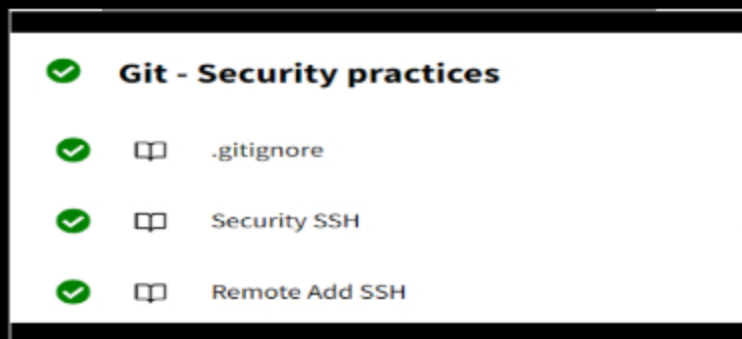 Git - Security practices
.gitignore
Security SSH
Remote Add SSH